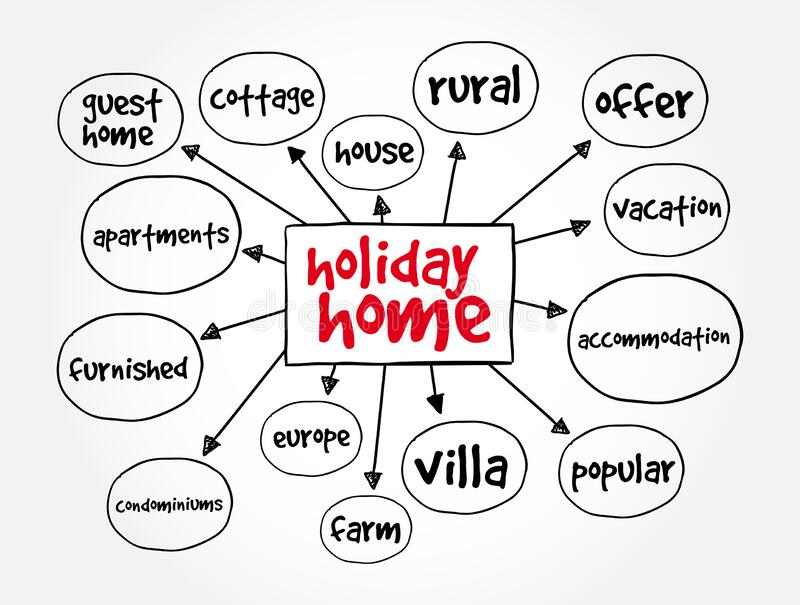 guest
home
cottage
house
rural
offer
apartments
vacation
holiday
home
furnished
accommodation
europe
villa
popular
condominiums
farm